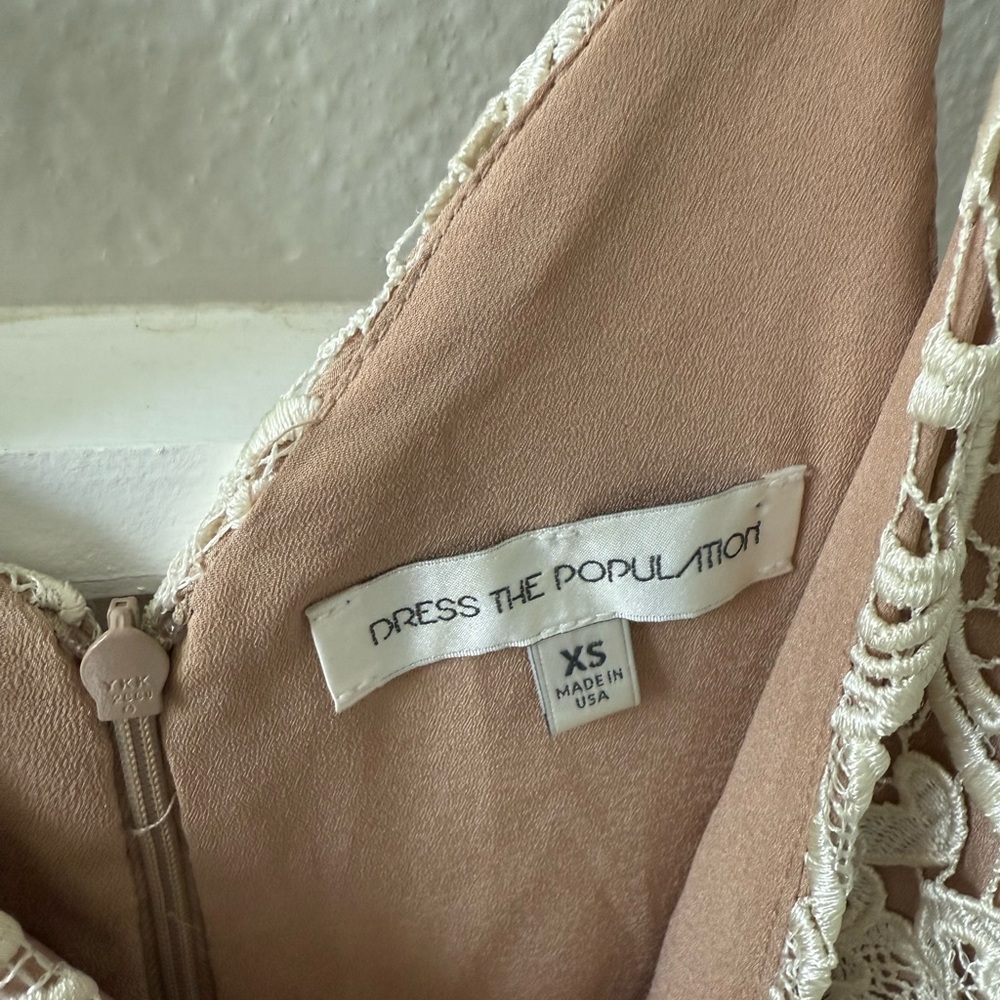 DRESS THE POPULATION
XS
MADE IN
USA